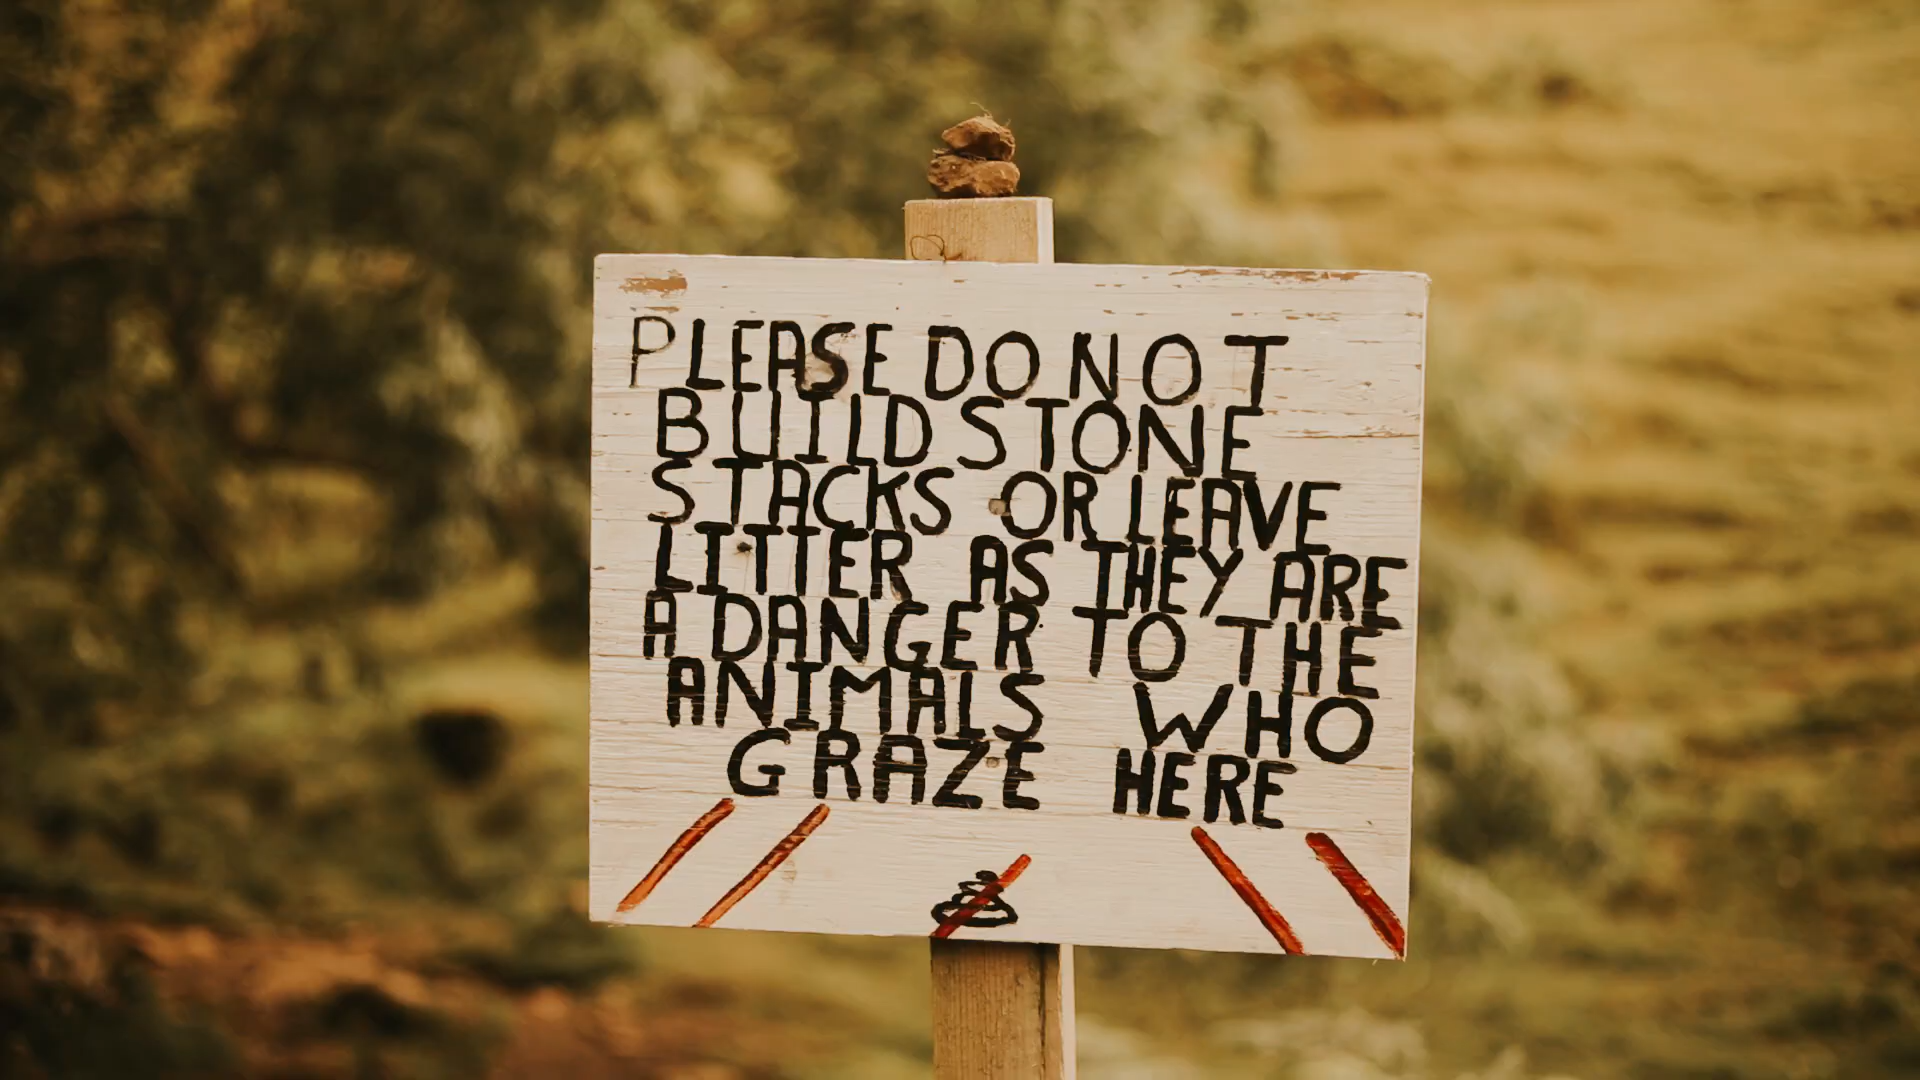 PLEASE DO NOT
BUILD STONE
STACKS OR LEAVE
LITTER AS THEY ARE
A DANGER TO THE
ANIMALS WHO
GRAZE HERE